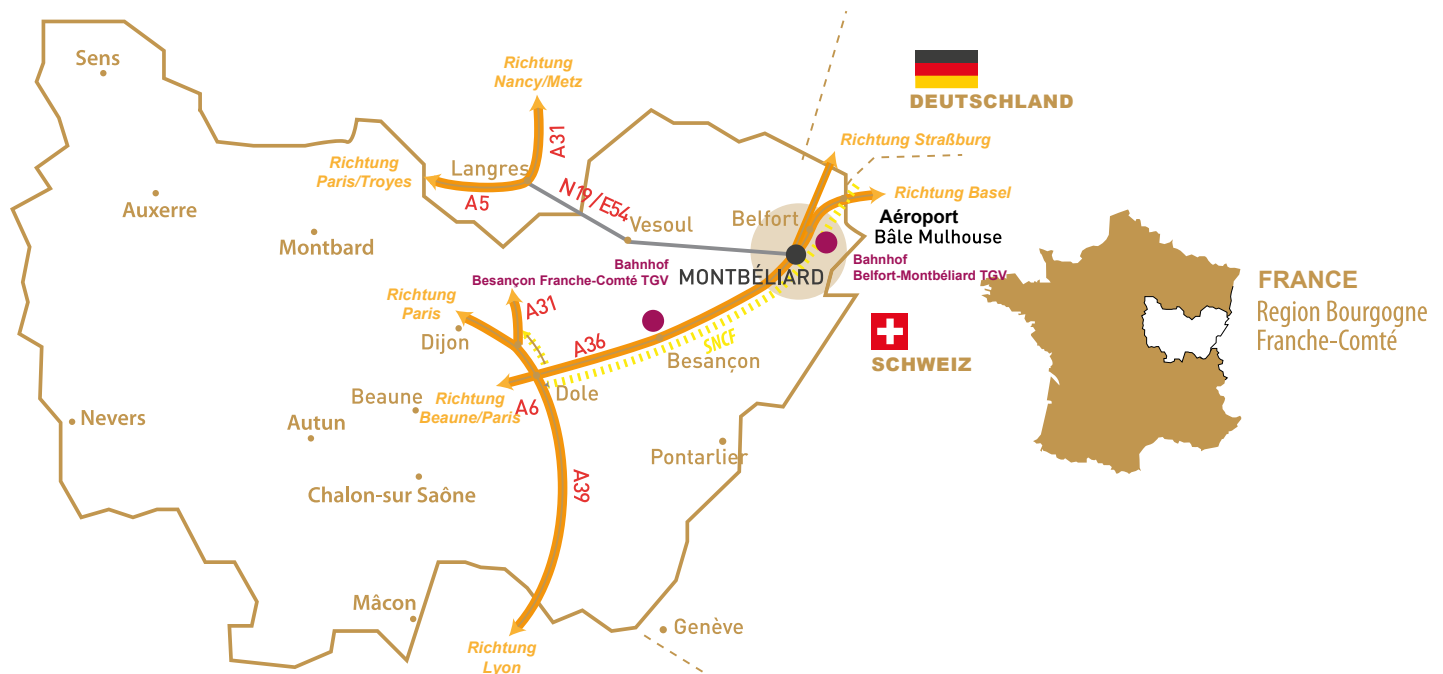 Sens
Richtung
Nancy/Metz
DEUTSCHLAND
A31
Richtung Straßburg
Richtung
Paris/Troyes
Langres
A5
N19/E54
Richtung Basel
Auxerre
Montbard
Vesoul
Belfort
Aéroport
Bâle Mulhouse
Bahnhof
Besançon Franche-Comté TGV
MONTBÉLIARD
Bahnhof
Belfort-Montbéliard TGV
FRANCE
Region Bourgogne
Franche-Comté
Richtung
Paris
A31
Dijon
A36
SNCF
Besançon
SCHWEIZ
Beaune
Richtung
Beaune/Paris
A6
Dole
Nevers
Autun
Pontarlier
Chalon-sur Saône
A39
Mâcon
Genève
Richtung
Lyon